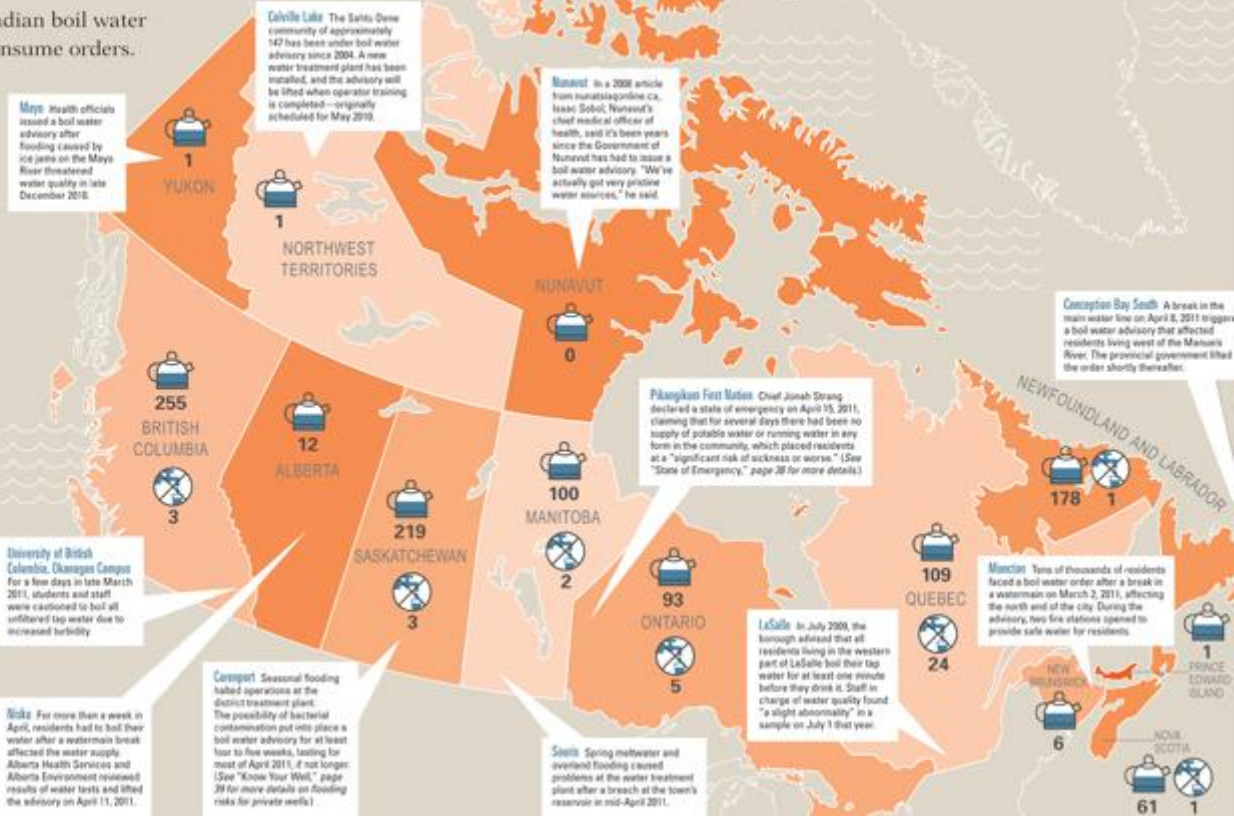 adian boil water
nsume orders.
Colville Lake The Sahtu Dene
community of approximately
147 has been under boil water
advisory since 2004. A new
water treatment plant has been
installed, and the advisory will
be lifted when operator training
is completed—originally
scheduled for May 2010.
Mayo Health officials
issued a boil water
advisory after
flooding caused by
ice jams on the Mayo
River threatened
water quality in late
December 2010.
1
YUKON
1
NORTHWEST
TERRITORIES
Nunavut In a 2008 article
from nunatsiaqonline.ca,
Isaac Sobol, Nunavut's
chief medical officer of
health, said it's been years
since the Government of
Nunavut has had to issue a
boil water advisory. "We've
actually got very pristine
water sources," he said.
NUNAVUT
0
Conception Bay South A break in the
main water line on April 8, 2011 triggere
a boil water advisory that affected
residents living west of the Manuels
River. The provincial government lifted
the order shortly thereafter.
NEWFOUNDLAND AND LABRADOR
178
1
255
BRITISH
COLUMBIA
3
12
ALBERTA
219
SASKATCHEWAN
3
100
MANITOBA
2
Pikangikum First Nation Chief Jonah Strang
declared a state of emergency on April 15, 2011,
claiming that for several days there had been no
supply of potable water or running water in any
form in the community, which placed residents
at a "significant risk of sickness or worse." (See
"State of Emergency," page 38 for more details.)
93
ONTARIO
5
109
QUEBEC
24
Moncton Tens of thousands of residents
faced a boil water order after a break in
a watermain on March 2, 2011, affecting
the north end of the city. During the
advisory, two fire stations opened to
provide safe water for residents.
1
PRINCE
EDWARD
ISLAND
NEW
BRUNSWICK
6
NOVA
SCOTIA
61
1
University of British
Columbia, Okanagan Campus
For a few days in late March
2011, students and staff
were cautioned to boil all
unfiltered tap water due to
increased turbidity.
Nisku For more than a week in
April, residents had to boil their
water after a watermain break
affected the water supply.
Alberta Health Services and
Alberta Environment reviewed
results of water tests and lifted
the advisory on April 11, 2011.
Caronport Seasonal flooding
halted operations at the
district treatment plant.
The possibility of bacterial
contamination put into place a
boil water advisory for at least
four to five weeks, lasting for
most of April 2011, if not longer.
(See "Know Your Well," page
39 for more details on flooding
risks for private wells.)
Souris Spring meltwater and
overland flooding caused
problems at the water treatment
plant after a breach at the town's
reservoir in mid-April 2011.
LaSalle In July 2009, the
borough advised that all
residents living in the western
part of LaSalle boil their tap
water for at least one minute
before they drink it. Staff in
charge of water quality found
"a slight abnormality" in a
sample on July 1 that year.